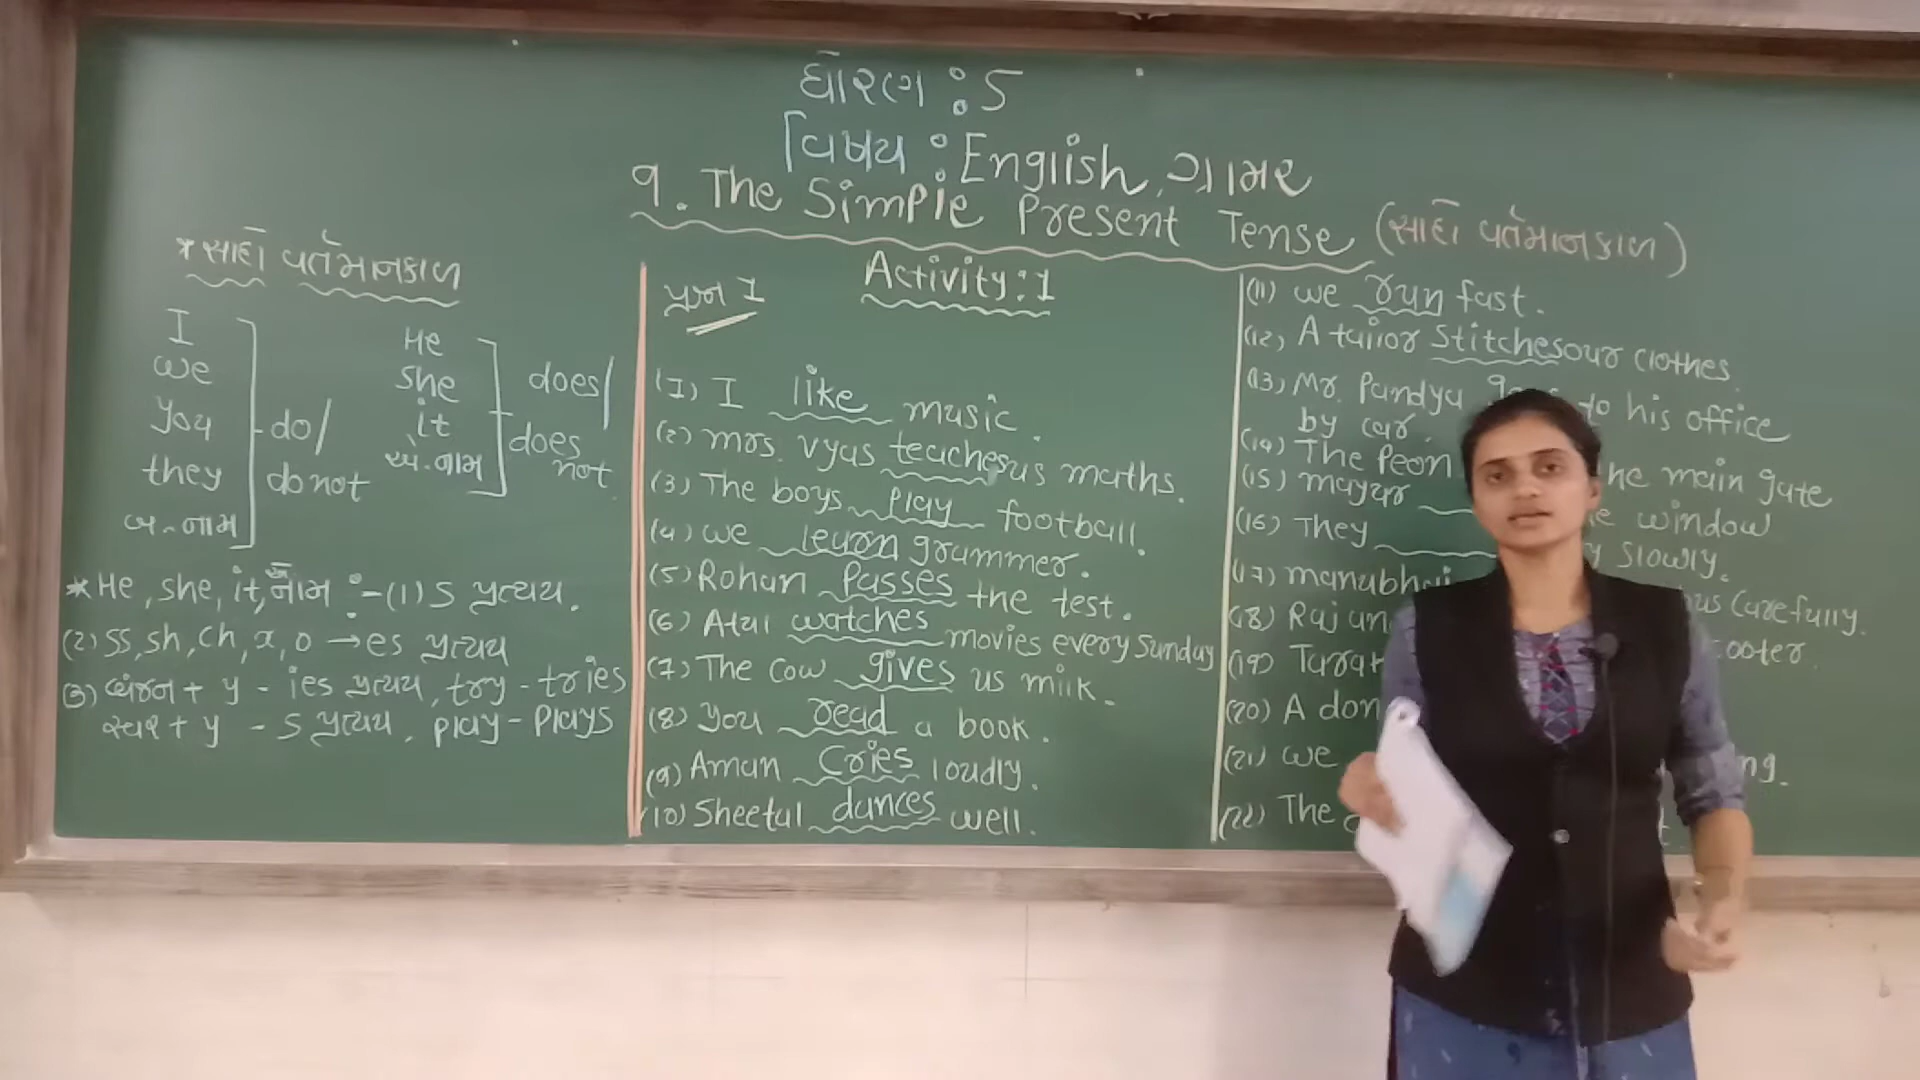 ધોરણ : 5
વિષય : English ગ્રામર
9. The Simple Present Tense (સાદો વર્તમાનકાળ)
* સાદો વર્તમાનકાળ
I
we
you
they
બ.નામ
do/
do not
He
she
it
એ.નામ
does/
does not
* He, she, it, એ.નામ :- (1) s પ્રત્યય.
(2) ss, sh, ch, x, o → es પ્રત્યય
(3) વ્યંજન + y - ies પ્રત્યય, try - tries
સ્વર + y - s પ્રત્યય, play - plays
પ્રશ્ન 1
Activity : 1
(1) I like music.
(2) mrs. vyas teaches us maths.
(3) The boys play football.
(4) we learn grammer.
(5) Rohan Passes the test.
(6) Atul watches movies every Sunday
(7) The cow gives us milk.
(8) you read a book.
(9) Aman cries loudly.
(10) Sheetal dances well.
(11) we run fast.
(12) A tailor stitches our clothes.
(13) Mr. Pandya to his office
by car.
(14) The Peon the main gate
(15) mayur window
(16) They slowly.
(17) manubhai us carefully.
(18)
(19)
(20) A
(21) we
(22) The